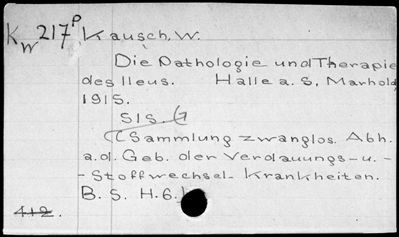 Kw 217P Kausch, W.
Die Pathologie und Therapie
des Ileus. Halle a. S, Marhold,
1915.
51 S.
(Sammlung zwanglos. Abh.
a.d. Geb. der Verdauungs- u. -
- Stoffwechsel- Krankheiten.
B. 5. H. 6.)
412.